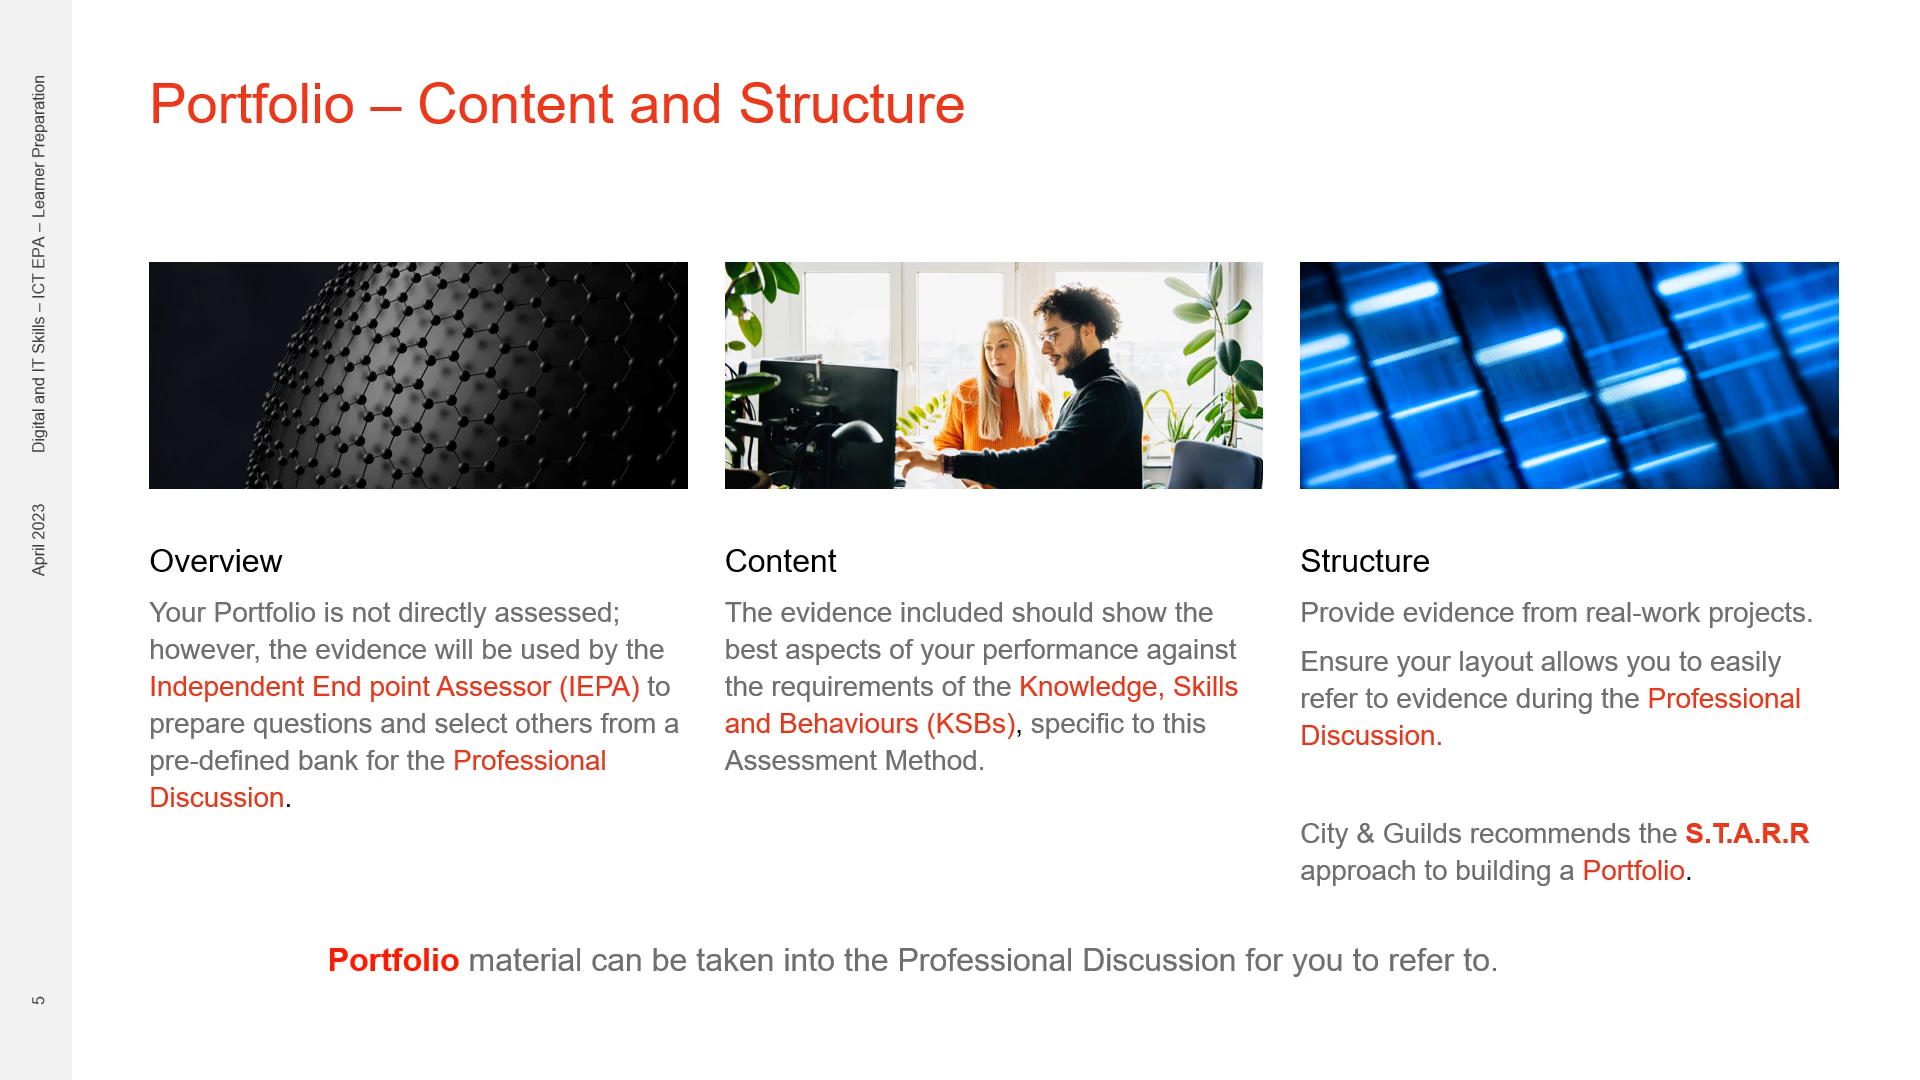 Portfolio – Content and Structure
Overview
Your Portfolio is not directly assessed;
however, the evidence will be used by the
Independent End point Assessor (IEPA) to
prepare questions and select others from a
pre-defined bank for the Professional
Discussion.
Content
The evidence included should show the
best aspects of your performance against
the requirements of the Knowledge, Skills
and Behaviours (KSBs), specific to this
Assessment Method.
Structure
Provide evidence from real-work projects.
Ensure your layout allows you to easily
refer to evidence during the Professional
Discussion.
City & Guilds recommends the S.T.A.R.R
approach to building a Portfolio.
Portfolio material can be taken into the Professional Discussion for you to refer to.
Digital and IT Skills – ICT EPA – Learner Preparation
April 2023
5